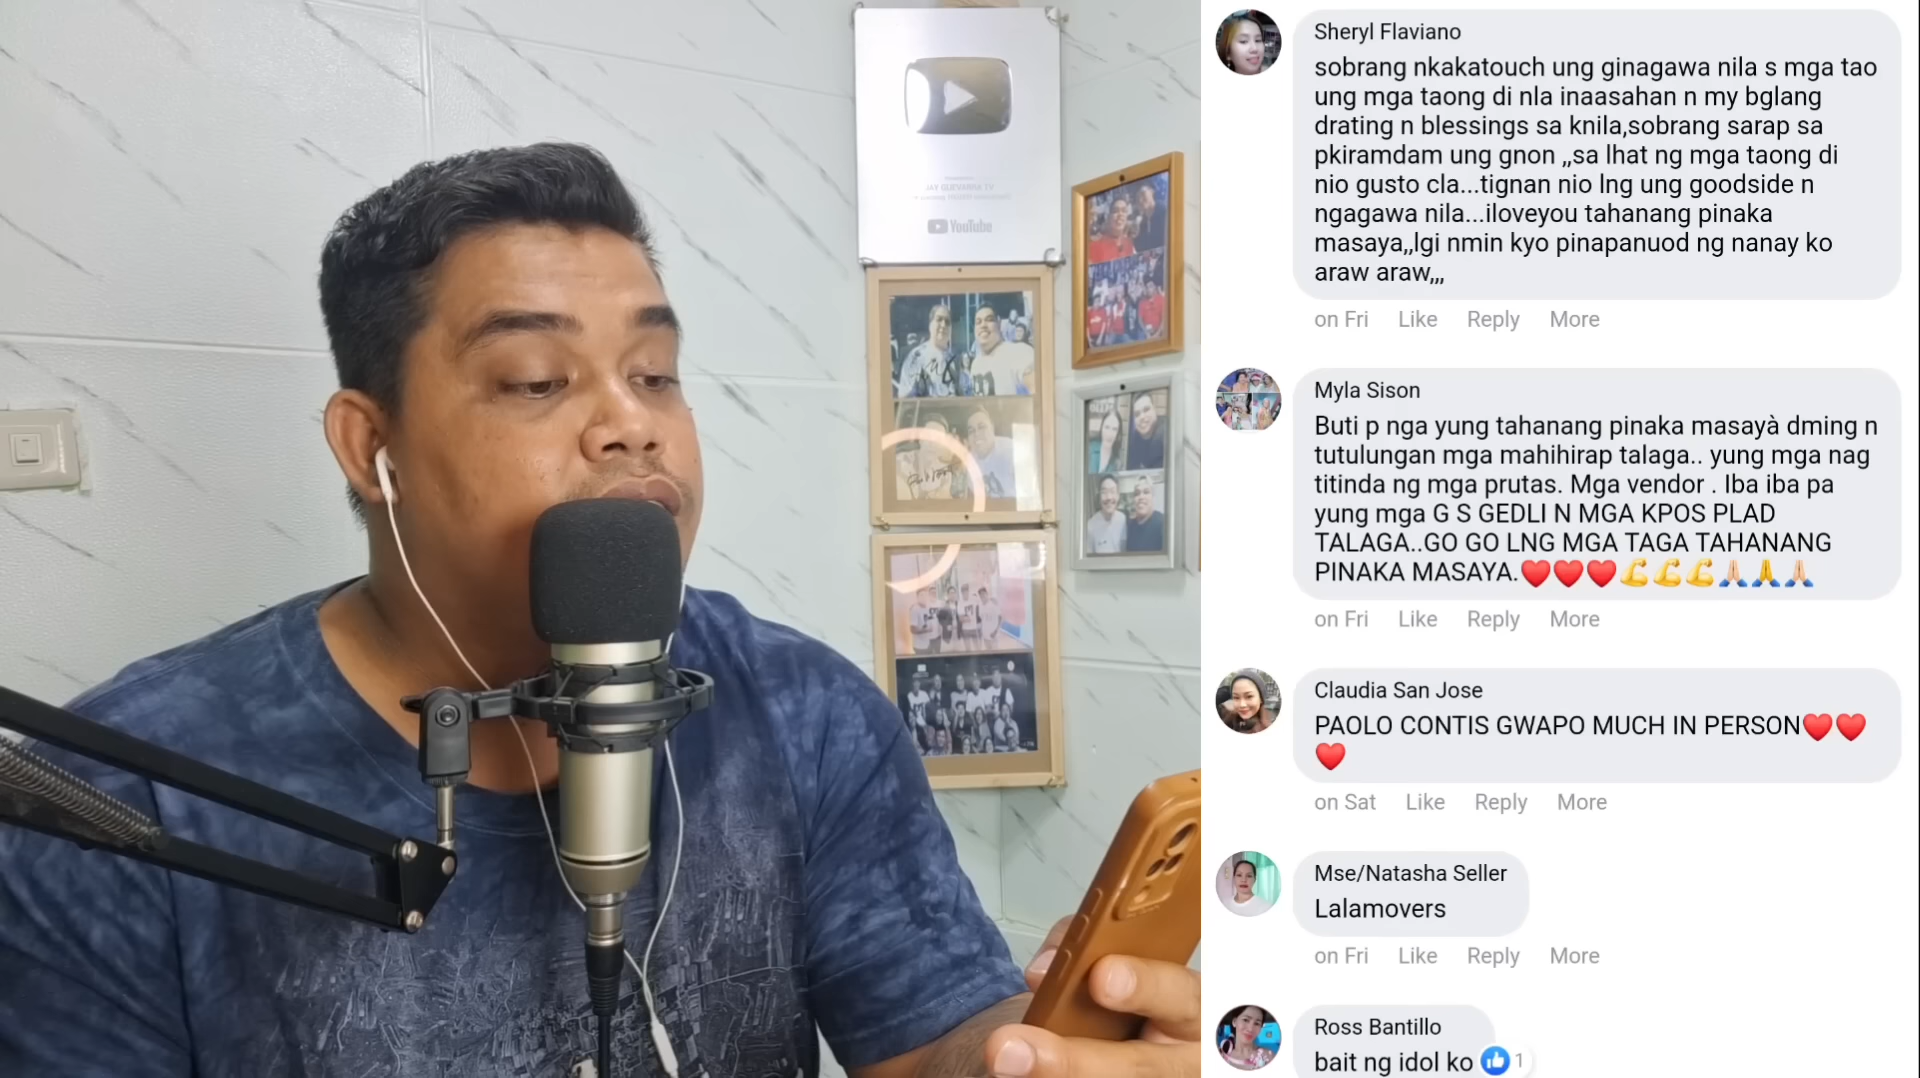 JAY GUEVARRA TV
YouTube
Sheryl Flaviano
sobrang nkakatouch ung ginagawa nila s mga tao
ung mga taong di nla inaasahan n my bglang
drating n blessings sa knila,sobrang sarap sa
pkiramdam ung gnon ,,sa lhat ng mga taong di
nio gusto cla...tignan nio lng ung goodside n
ngagawa nila...iloveyou tahanang pinaka
masaya,,lgi nmin kyo pinapanuod ng nanay ko
araw araw,,,
on Fri Like Reply More
Myla Sison
Buti p nga yung tahanang pinaka masayà dming n
tutulungan mga mahihirap talaga.. yung mga nag
titinda ng mga prutas. Mga vendor . Iba iba pa
yung mga G S GEDLI N MGA KPOS PLAD
TALAGA..GO GO LNG MGA TAGA TAHANANG
PINAKA MASAYA.❤️❤️❤️💪💪💪🙏🏻🙏🙏🏻
on Fri Like Reply More
Claudia San Jose
PAOLO CONTIS GWAPO MUCH IN PERSON❤️❤️
❤️
on Sat Like Reply More
Mse/Natasha Seller
Lalamovers
on Fri Like Reply More
Ross Bantillo
bait ng idol ko 👍 1